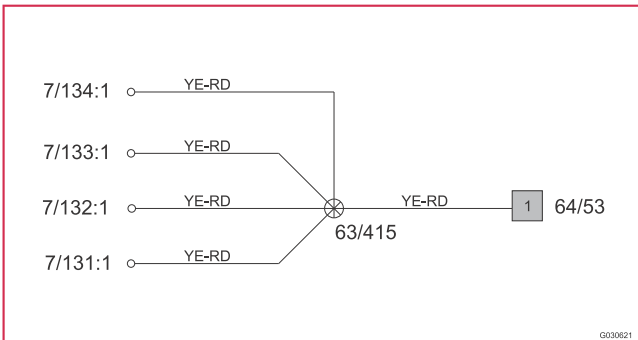 7/134:1 YE-RD
7/133:1 YE-RD
7/132:1 YE-RD YE-RD 1 64/53
63/415
7/131:1 YE-RD
G030621